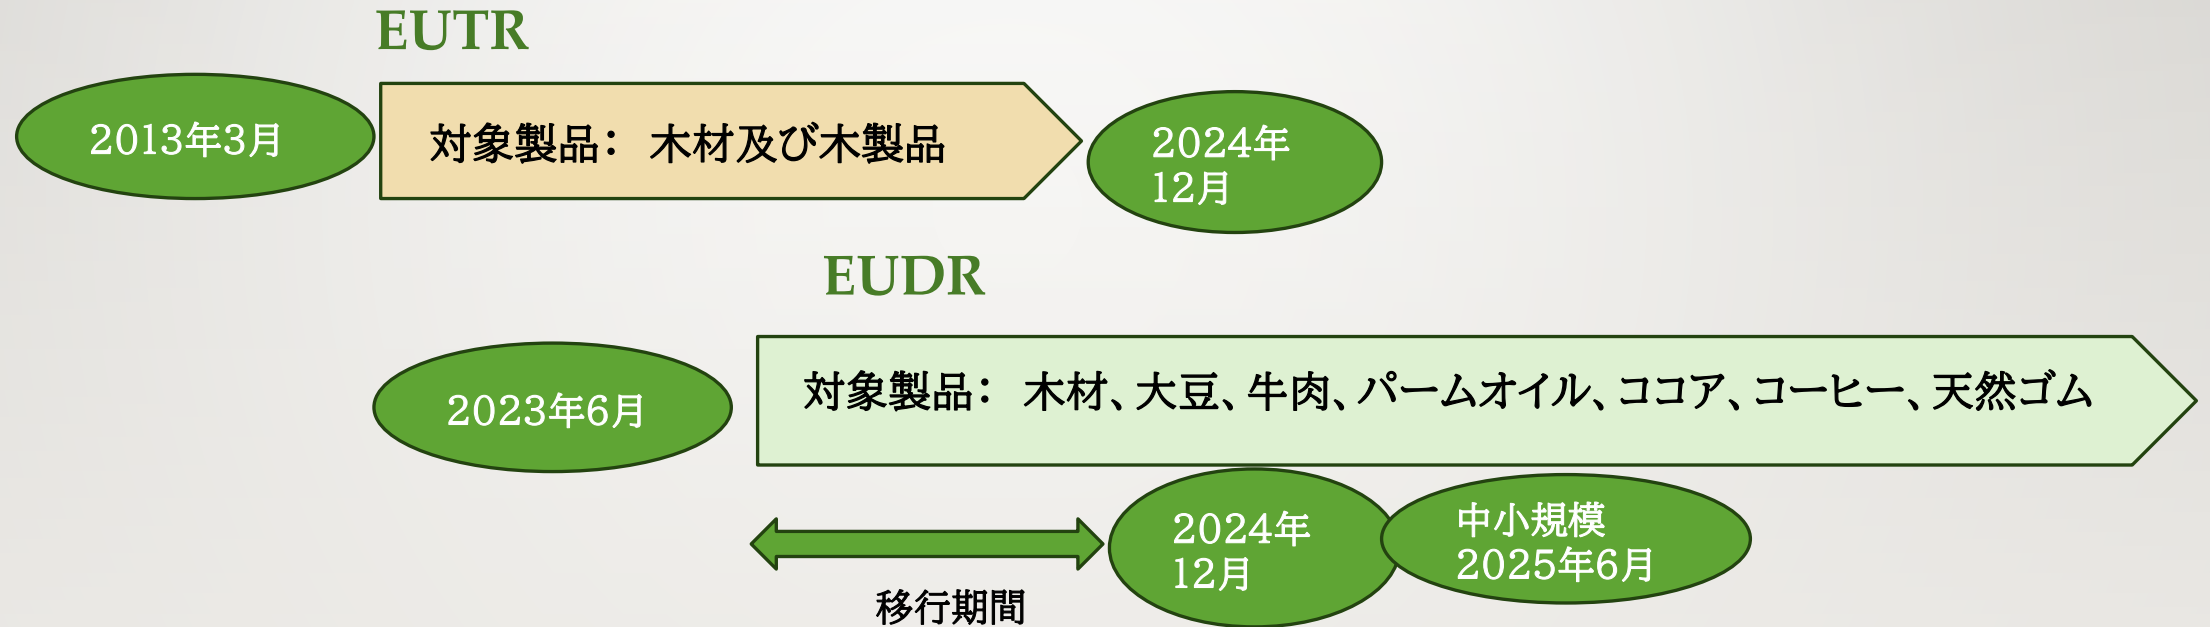 EUTR
2013年3月
対象製品： 木材及び木製品
2024年
12月
EUDR
2023年6月
対象製品： 木材、大豆、牛肉、パームオイル、ココア、コーヒー、天然ゴム
移行期間
2024年
12月
中小規模
2025年6月